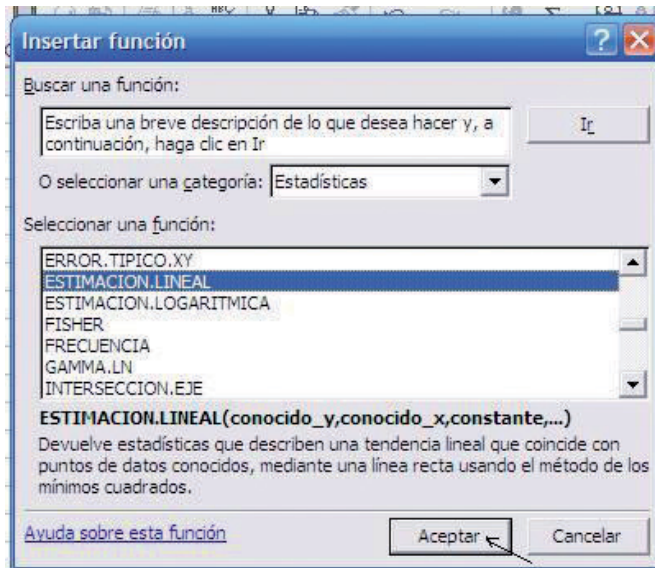 Insertar función
Buscar una función:
Escriba una breve descripción de lo que desea hacer y, a
continuación, haga clic en Ir
Ir
O seleccionar una categoría: Estadísticas
Seleccionar una función:
ERROR.TIPICO.XY
ESTIMACION.LINEAL
ESTIMACION.LOGARITMICA
FISHER
FRECUENCIA
GAMMA.LN
INTERSECCION.EJE
ESTIMACION.LINEAL(conocido_y,conocido_x,constante,...)
Devuelve estadísticas que describen una tendencia lineal que coincide con
puntos de datos conocidos, mediante una línea recta usando el método de los
mínimos cuadrados.
Ayuda sobre esta función
Aceptar
Cancelar